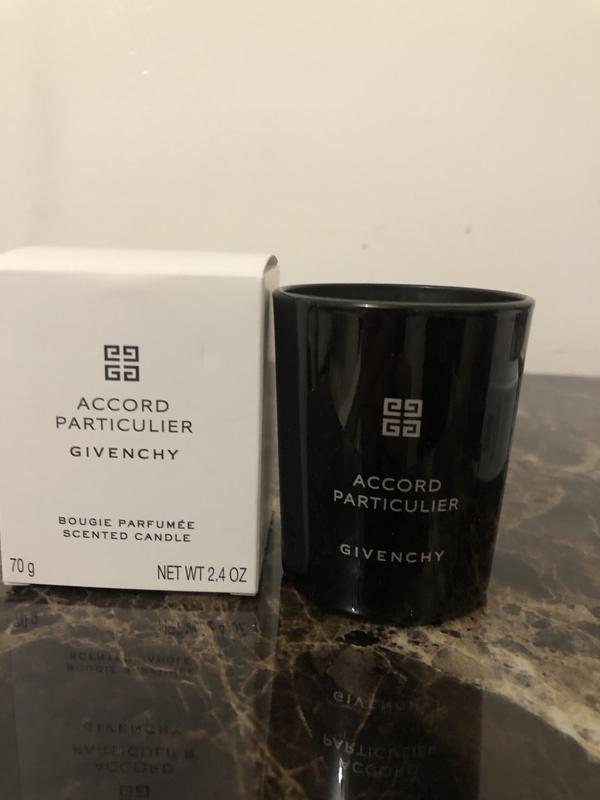 ACCORD
PARTICULIER
GIVENCHY
BOUGIE PARFUMÉE
SCENTED CANDLE
70 g NET WT 2.4 OZ
ACCORD
PARTICULIER
GIVENCHY